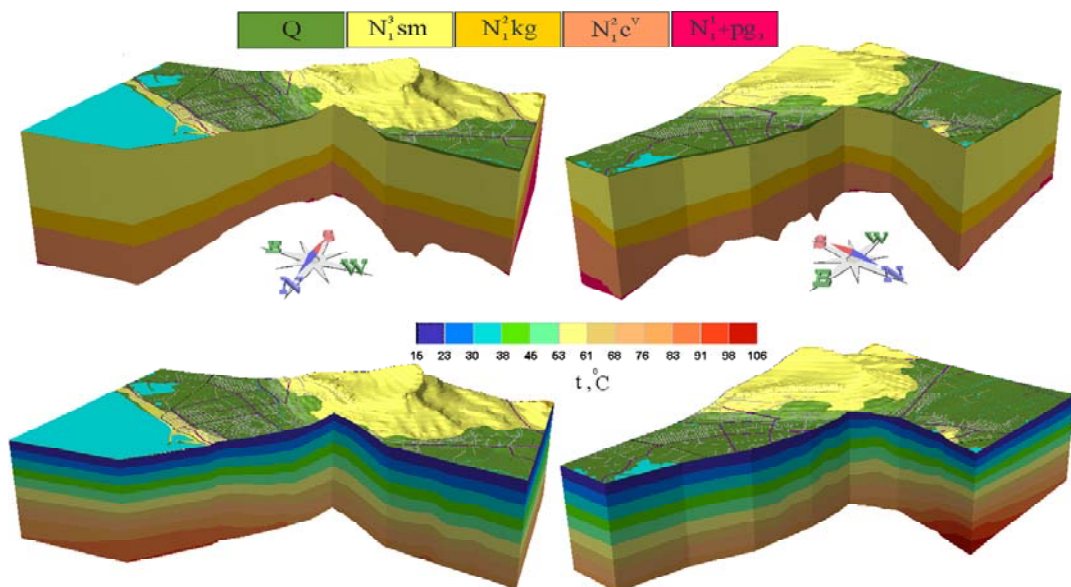 Q N₁³sm N₁²kg N₁²c^v N₁¹+pg₃
S E W N
S W B N
16 23 30 38 46 53 61 68 76 83 91 98 106
t,°C